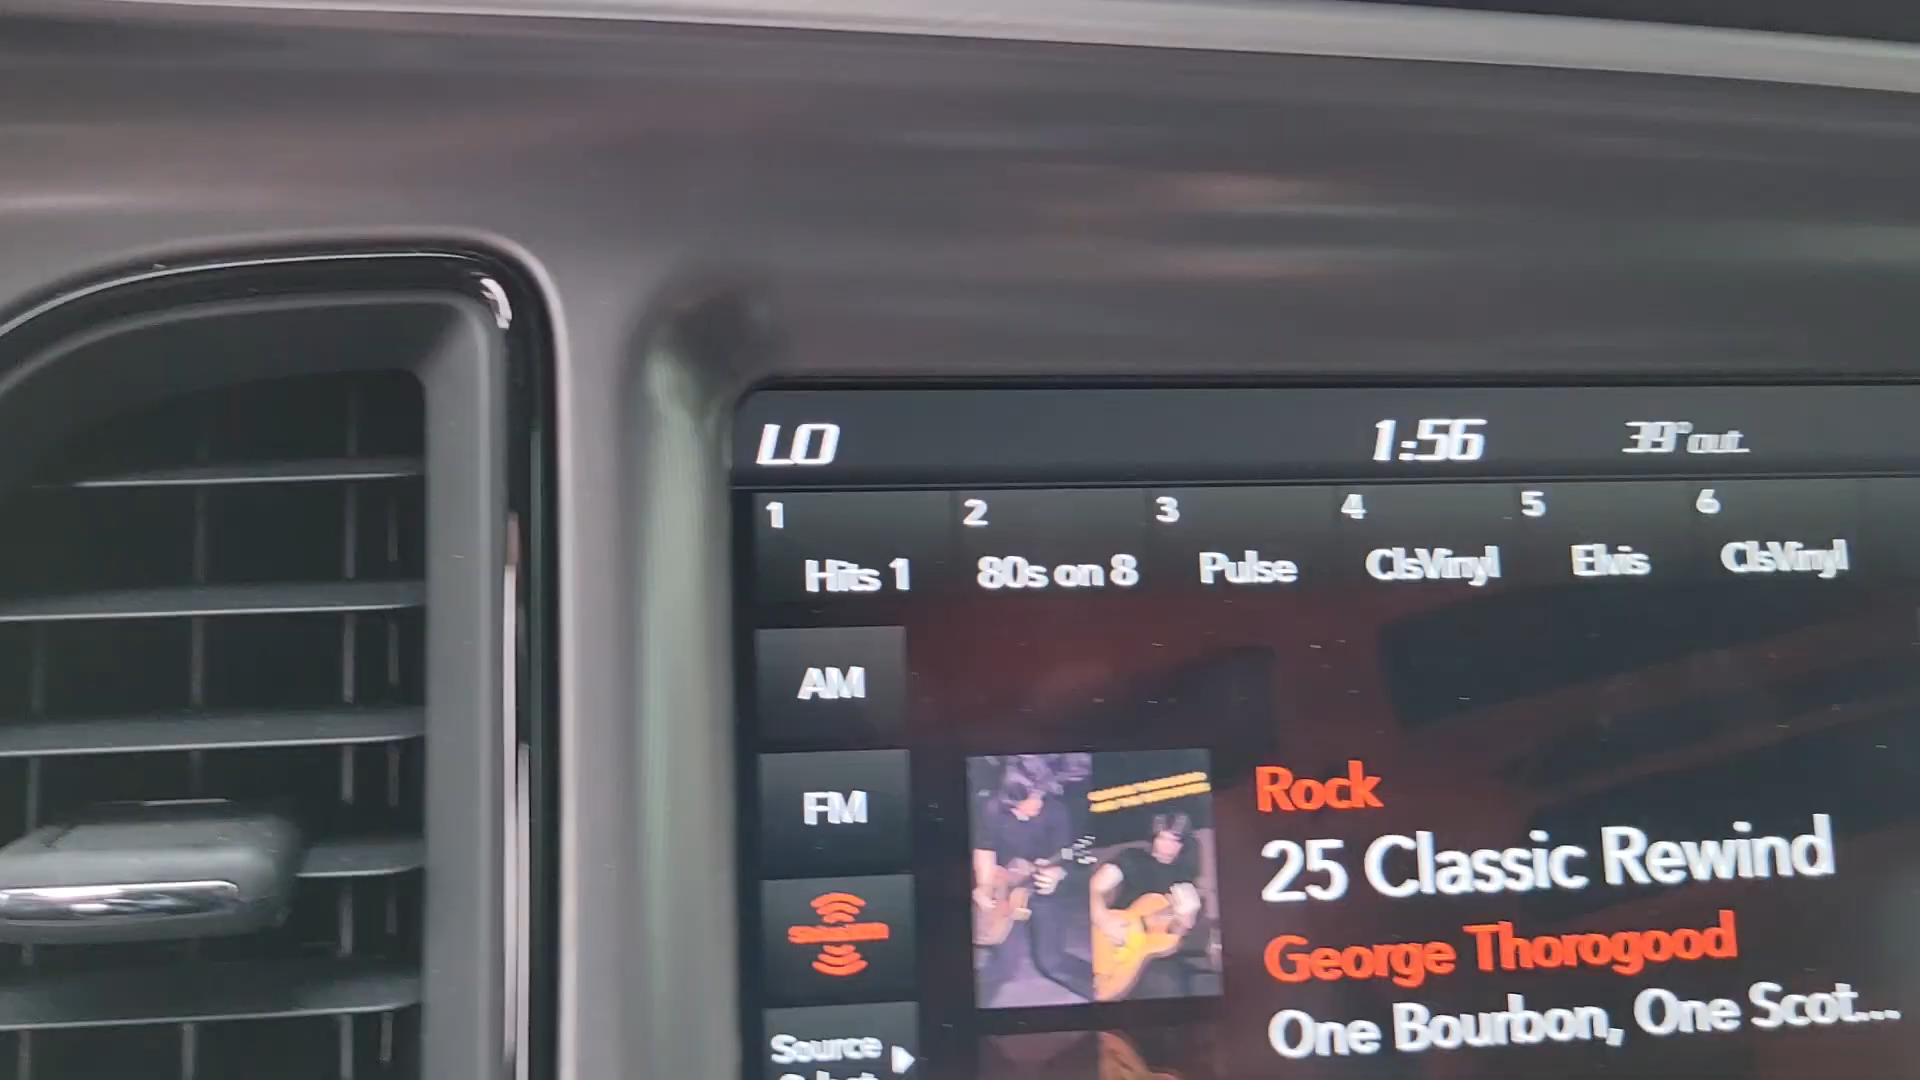 LO 1:56 39° out
1 2 3 4 5 6
Hits 1 80s on 8 Pulse ClsVinyl Elvis ClsVinyl
AM
FM
Rock
25 Classic Rewind
George Thorogood
One Bourbon, One Scot...
Source